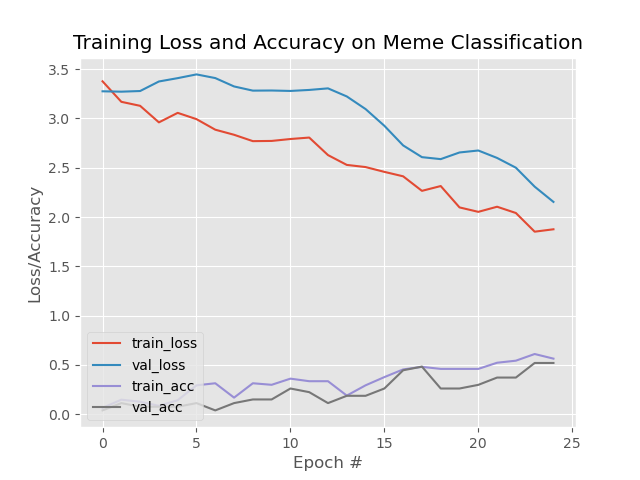 Training Loss and Accuracy on Meme Classification
3.5
3.0
2.5
2.0
1.5
1.0
0.5
0.0
Loss/Accuracy
train_loss
val_loss
train_acc
val_acc
0 5 10 15 20 25
Epoch #